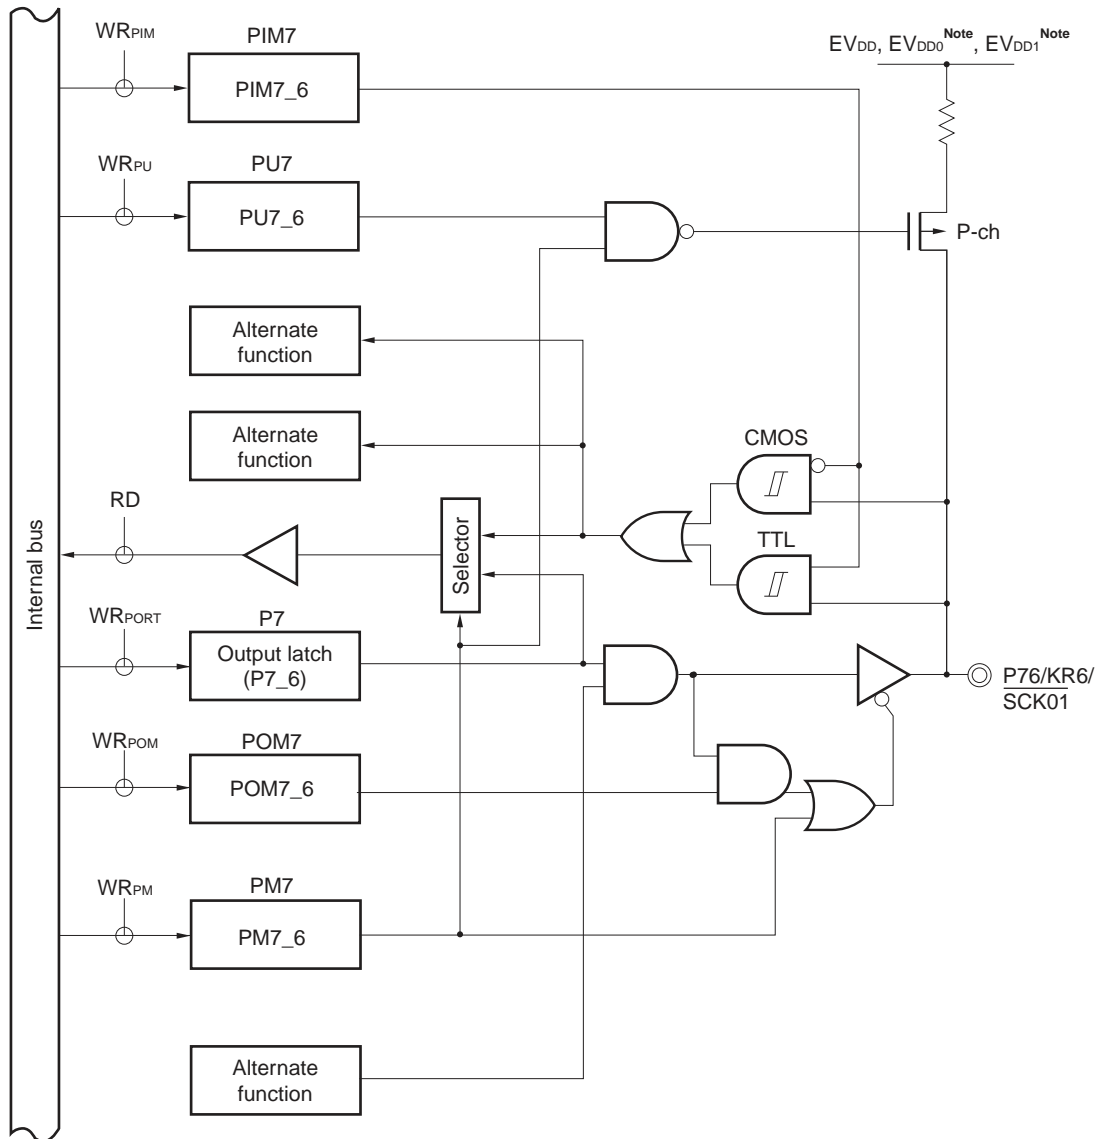 WRPIM
PIM7
EVDD, EVDD0Note, EVDD1Note
PIM7_6
WRPU
PU7
PU7_6
P-ch
Alternate
function
Alternate
function
CMOS
RD
Selector
TTL
Internal bus
WRPORT
P7
Output latch
(P7_6)
P76/KR6/
SCK01
WRPOM
POM7
POM7_6
WRPM
PM7
PM7_6
Alternate
function